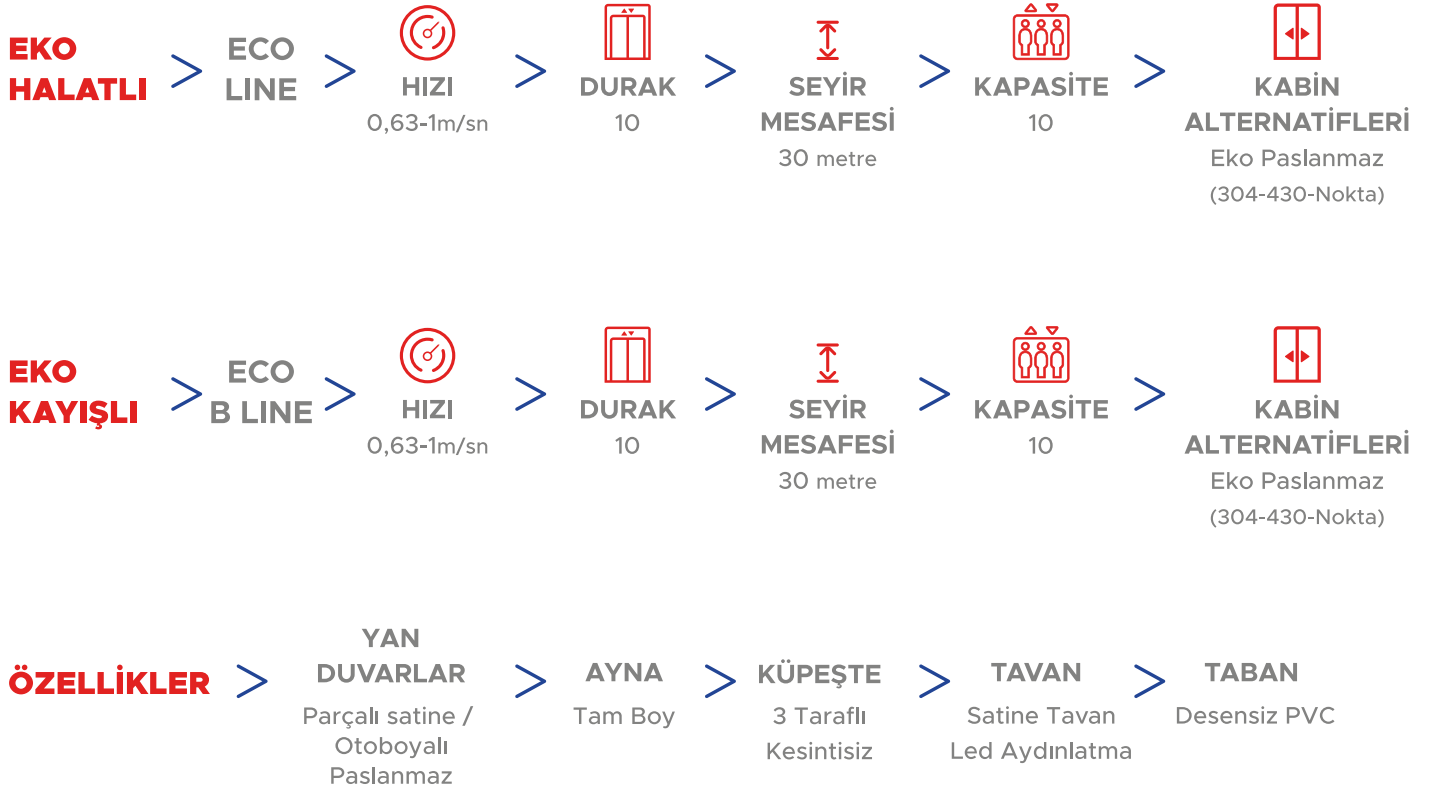 EKO
HALATLI
ECO
LINE
HIZI
0,63-1m/sn
DURAK
10
SEYİR
MESAFESİ
30 metre
KAPASİTE
10
KABİN
ALTERNATİFLERİ
Eko Paslanmaz
(304-430-Nokta)
EKO
KAYIŞLI
ECO
B LINE
HIZI
0,63-1m/sn
DURAK
10
SEYİR
MESAFESİ
30 metre
KAPASİTE
10
KABİN
ALTERNATİFLERİ
Eko Paslanmaz
(304-430-Nokta)
ÖZELLİKLER
YAN
DUVARLAR
Parçalı satine /
Otoboyalı
Paslanmaz
AYNA
Tam Boy
KÜPEŞTE
3 Taraflı
Kesintisiz
TAVAN
Satine Tavan
Led Aydınlatma
TABAN
Desensiz PVC